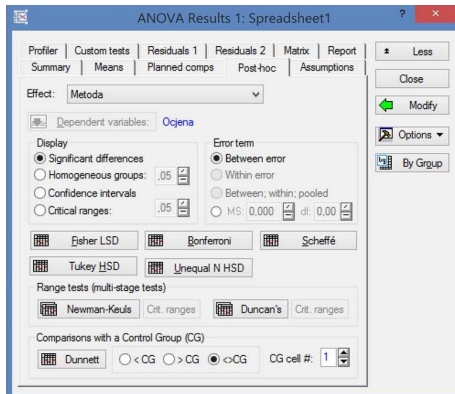 ANOVA Results 1: Spreadsheet1 ? ×
Profiler Custom tests Residuals 1 Residuals 2 Matrix Report
Summary Means Planned comps Post-hoc Assumptions
Less
Close
Modify
Options
By Group
Effect: Metoda
Dependent variables: Ocjena
Display
Significant differences
Homogeneous groups: ,05
Confidence intervals
Critical ranges: ,05
Error term
Between error
Within error
Between; within; pooled
MS: 0,000 df: 0,00
Fisher LSD Bonferroni Scheffé
Tukey HSD Unequal N HSD
Range tests (multi-stage tests)
Newman-Keuls Crit. ranges Duncan's Crit. ranges
Comparisons with a Control Group (CG)
Dunnett < CG > CG <>CG CG cell #: 1